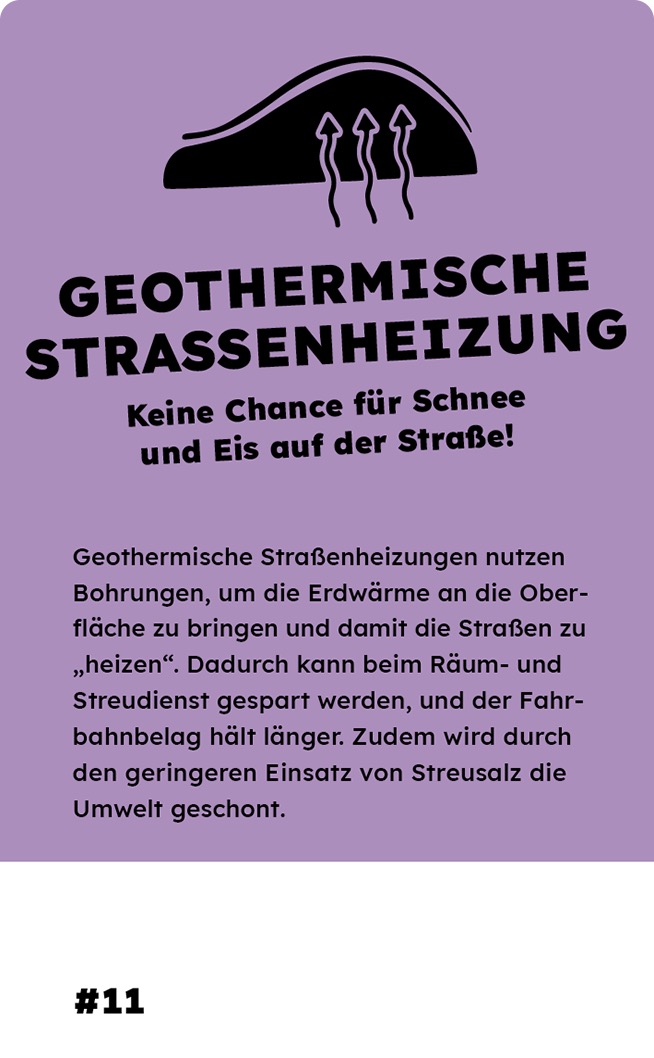 GEOTHERMISCHE
STRASSENHEIZUNG
Keine Chance für Schnee
und Eis auf der Straße!
Geothermische Straßenheizungen nutzen
Bohrungen, um die Erdwärme an die Ober-
fläche zu bringen und damit die Straßen zu
„heizen“. Dadurch kann beim Räum- und
Streudienst gespart werden, und der Fahr-
bahnbelag hält länger. Zudem wird durch
den geringeren Einsatz von Streusalz die
Umwelt geschont.
#11